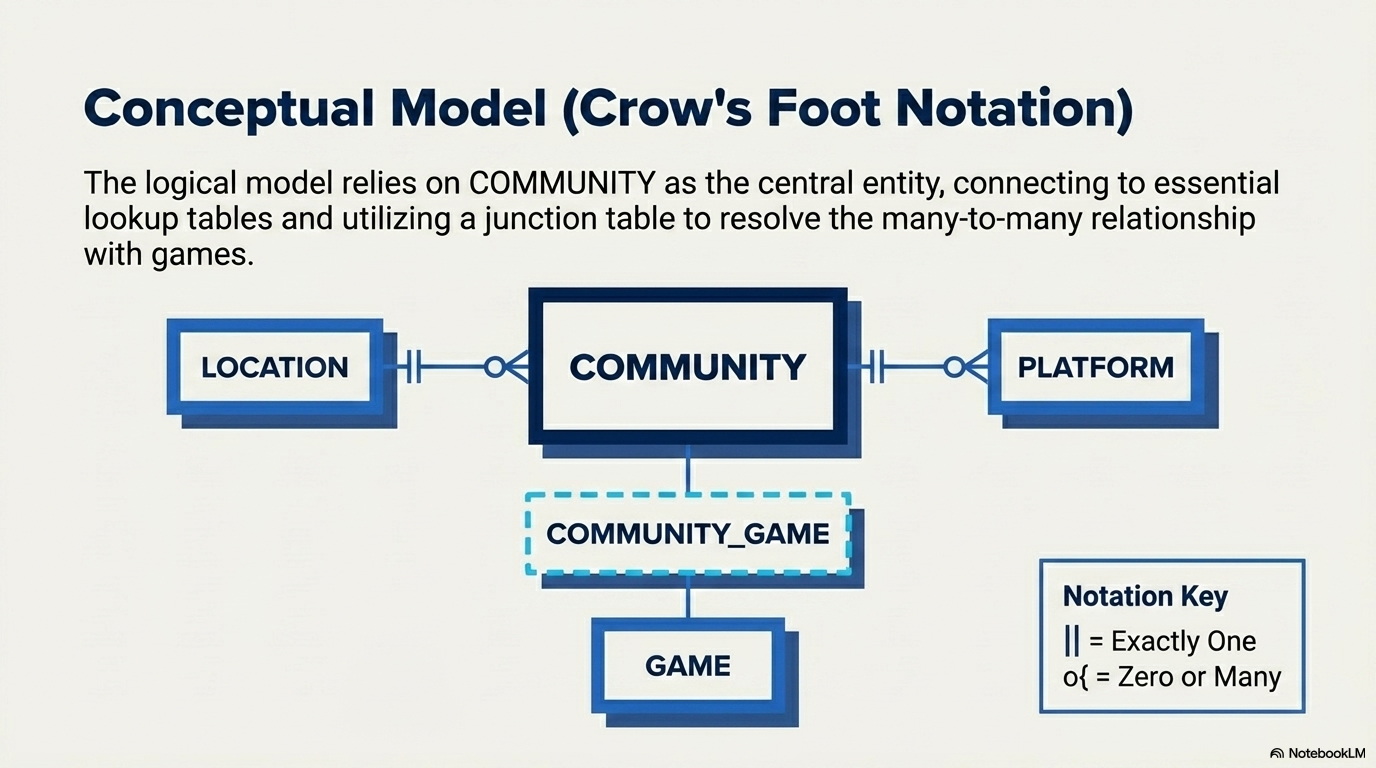 Conceptual Model (Crow's Foot Notation)
The logical model relies on COMMUNITY as the central entity, connecting to essential
lookup tables and utilizing a junction table to resolve the many-to-many relationship
with games.
LOCATION
COMMUNITY
PLATFORM
COMMUNITY_GAME
GAME
Notation Key
|| = Exactly One
o{ = Zero or Many
NotebookLM